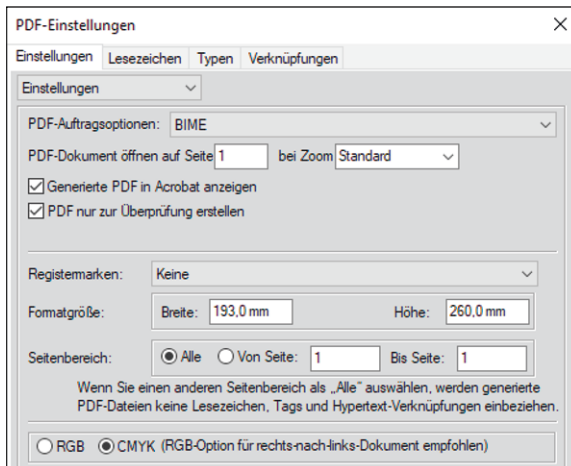 PDF-Einstellungen
Einstellungen Lesezeichen Typen Verknüpfungen
Einstellungen
PDF-Auftragsoptionen: BIME
PDF-Dokument öffnen auf Seite 1 bei Zoom Standard
Generierte PDF in Acrobat anzeigen
PDF nur zur Überprüfung erstellen
Registermarken: Keine
Formatgröße: Breite: 193,0 mm Höhe: 260,0 mm
Seitenbereich: Alle Von Seite: 1 Bis Seite: 1
Wenn Sie einen anderen Seitenbereich als „Alle" auswählen, werden generierte
PDF-Dateien keine Lesezeichen, Tags und Hypertext-Verknüpfungen einbeziehen.
RGB CMYK (RGB-Option für rechts-nach-links-Dokument empfohlen)